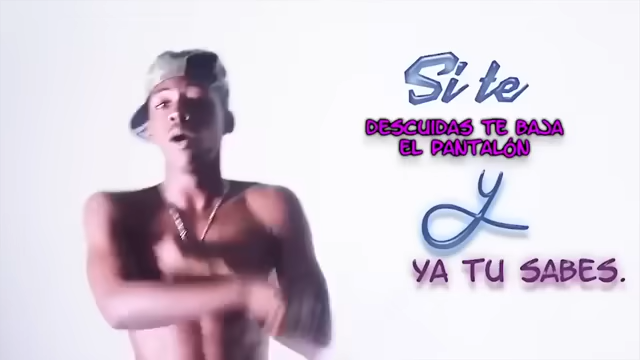 Si te
DESCUIDAS TE BAJA
EL PANTALÓN
Y
YA TU SABES.